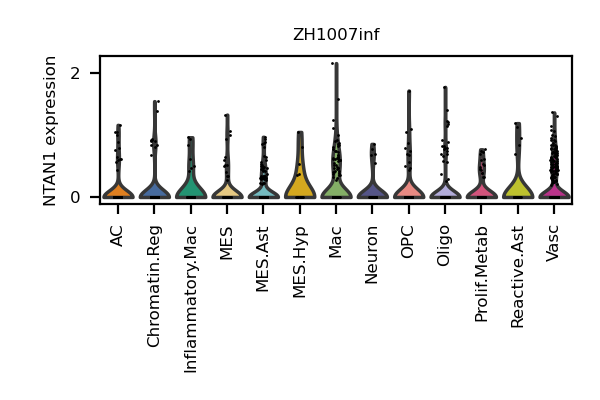 ZH1007inf
NTAN1 expression
2
0
AC
Chromatin.Reg
Inflammatory.Mac
MES
MES.Ast
MES.Hyp
Mac
Neuron
OPC
Oligo
Prolif.Metab
Reactive.Ast
Vasc